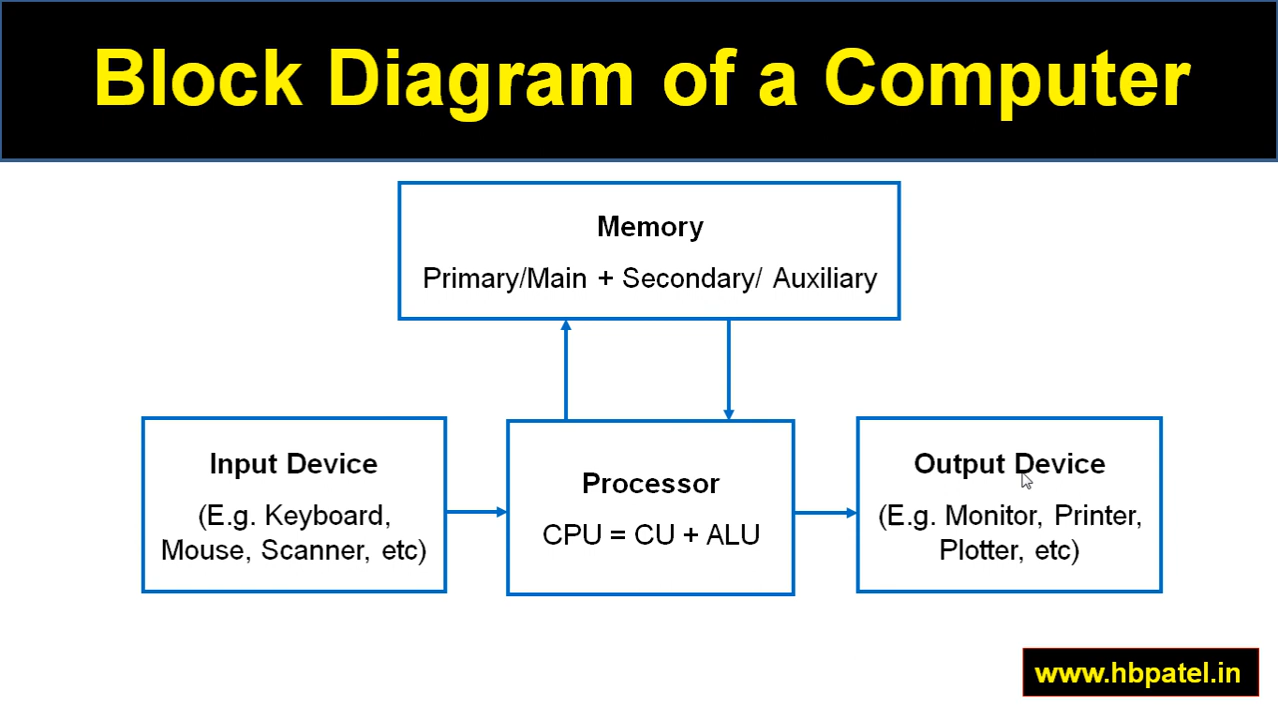 Block Diagram of a Computer
Memory
Primary/Main + Secondary/ Auxiliary
Input Device
(E.g. Keyboard,
Mouse, Scanner, etc)
Processor
CPU = CU + ALU
Output Device
(E.g. Monitor, Printer,
Plotter, etc)
www.hbpatel.in